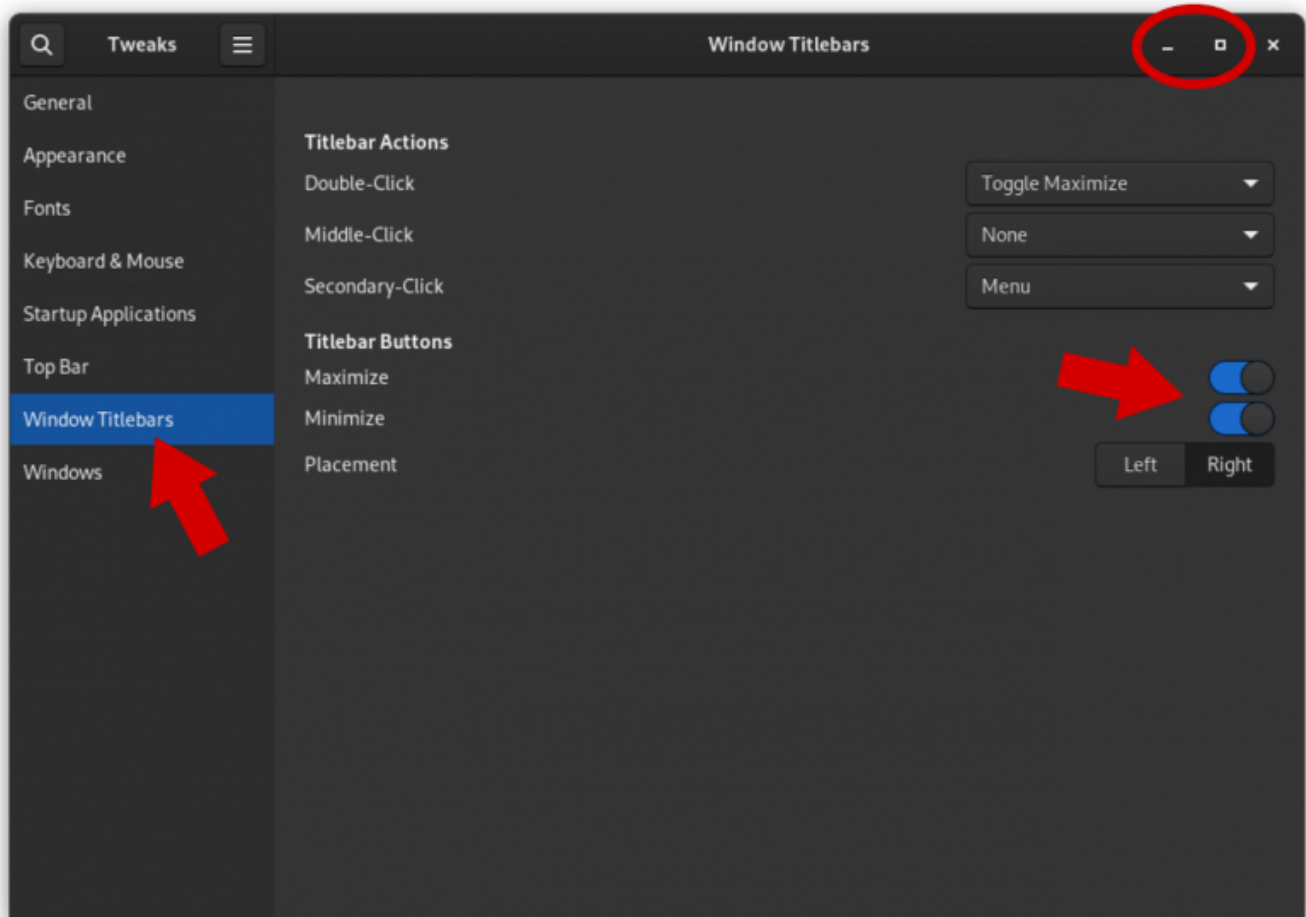 Tweaks
Window Titlebars
General
Appearance
Fonts
Keyboard & Mouse
Startup Applications
Top Bar
Window Titlebars
Windows
Titlebar Actions
Double-Click Toggle Maximize
Middle-Click None
Secondary-Click Menu
Titlebar Buttons
Maximize
Minimize
Placement Left Right